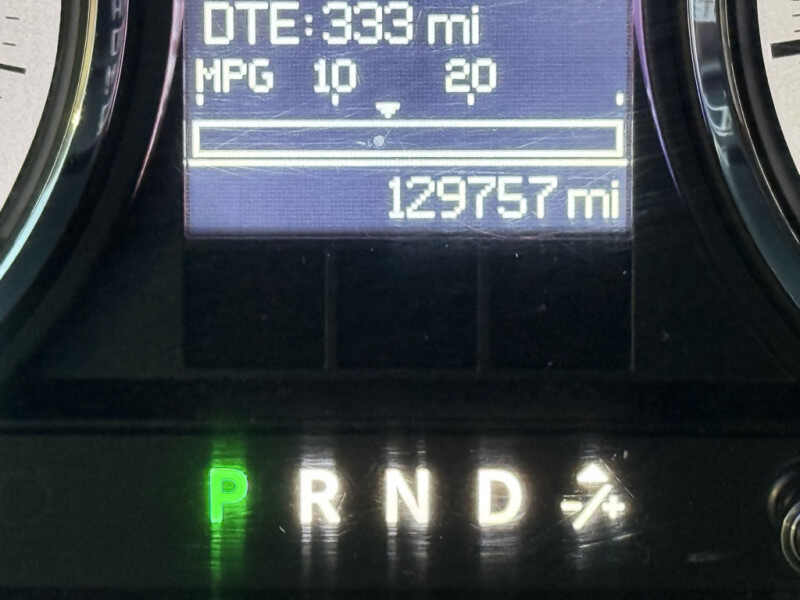 DTE: 333 mi
MPG 10 20
129757 mi
P R N D -/+